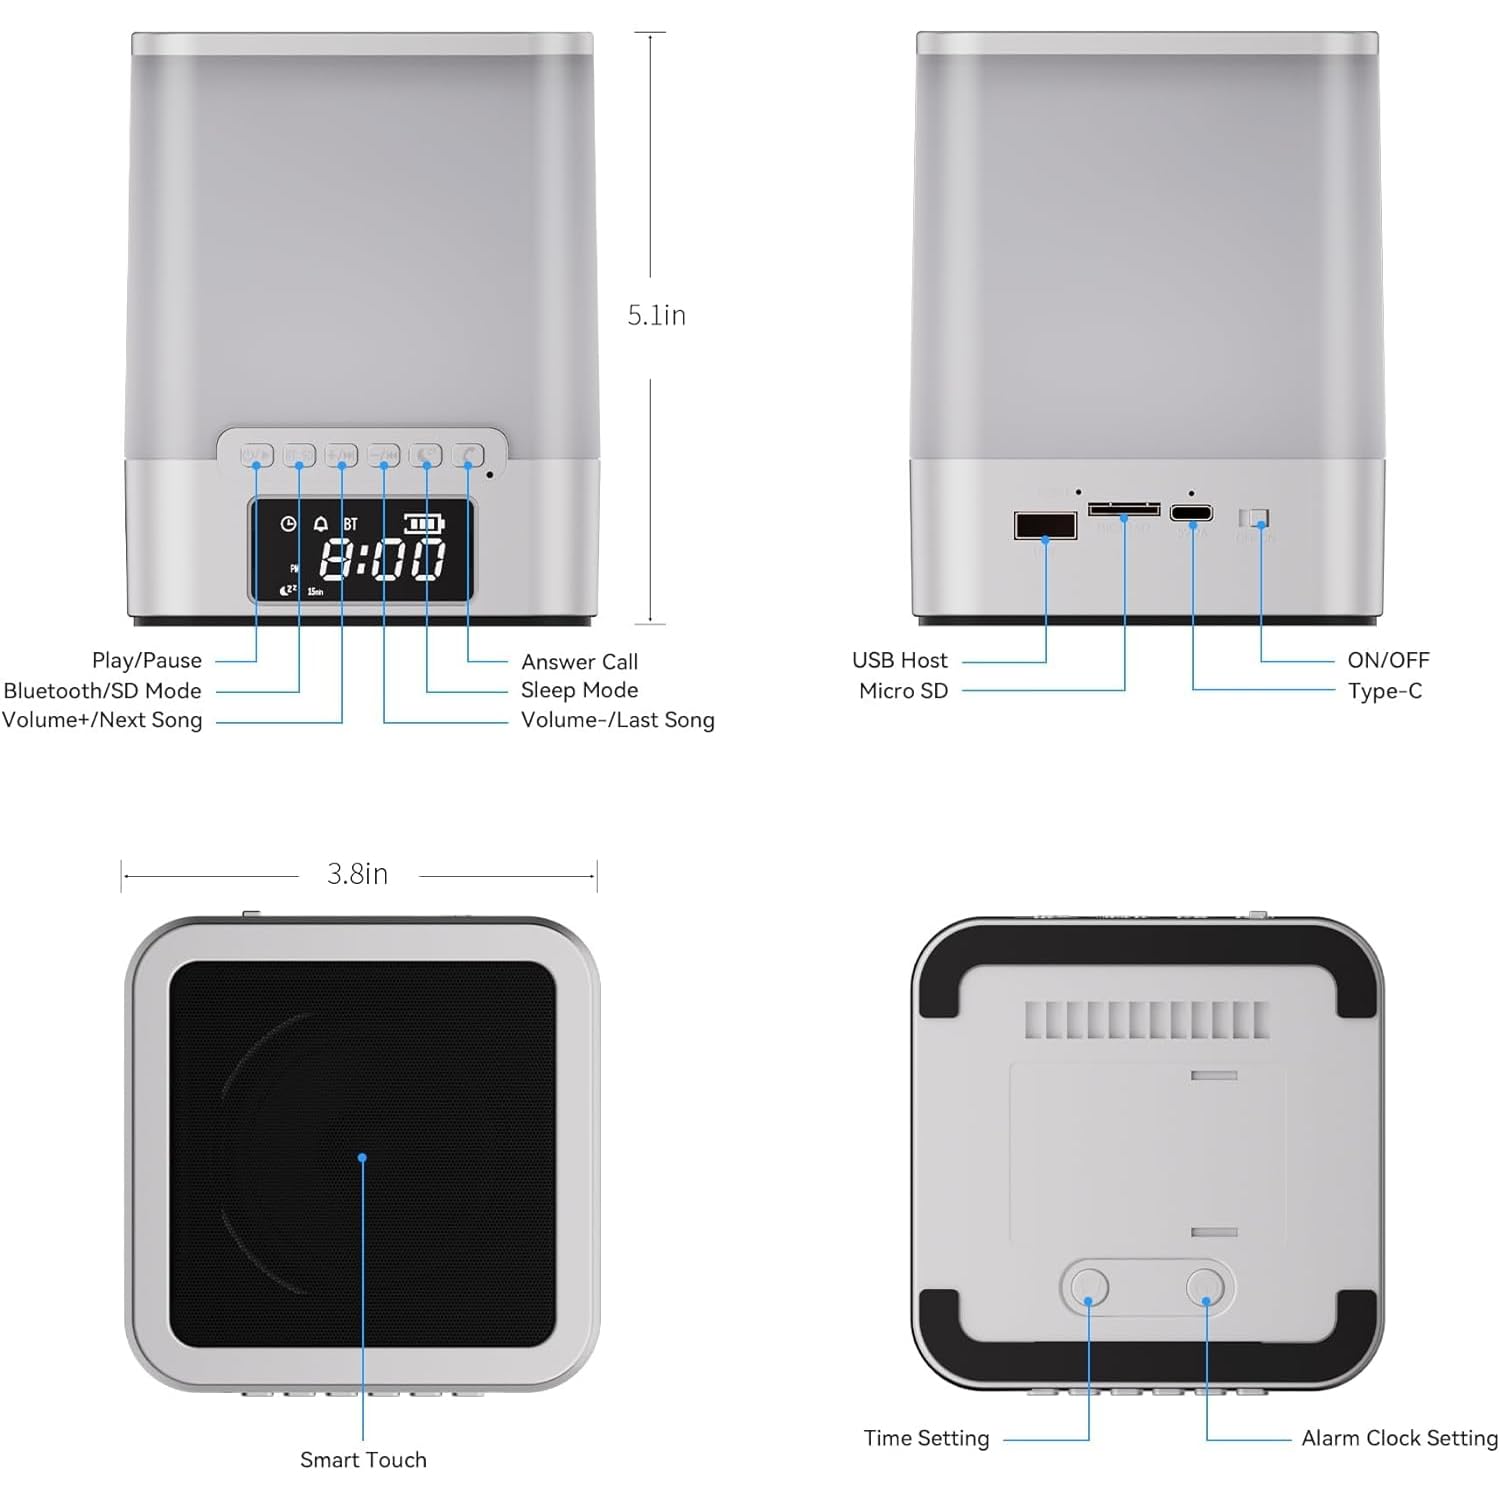 5.1in
BT
8:00
PM
zz
15min
Play/Pause
Bluetooth/SD Mode
Volume+/Next Song
Answer Call
Sleep Mode
Volume-/Last Song
USB Host
Micro SD
ON/OFF
Type-C
3.8in
Smart Touch
Time Setting
Alarm Clock Setting